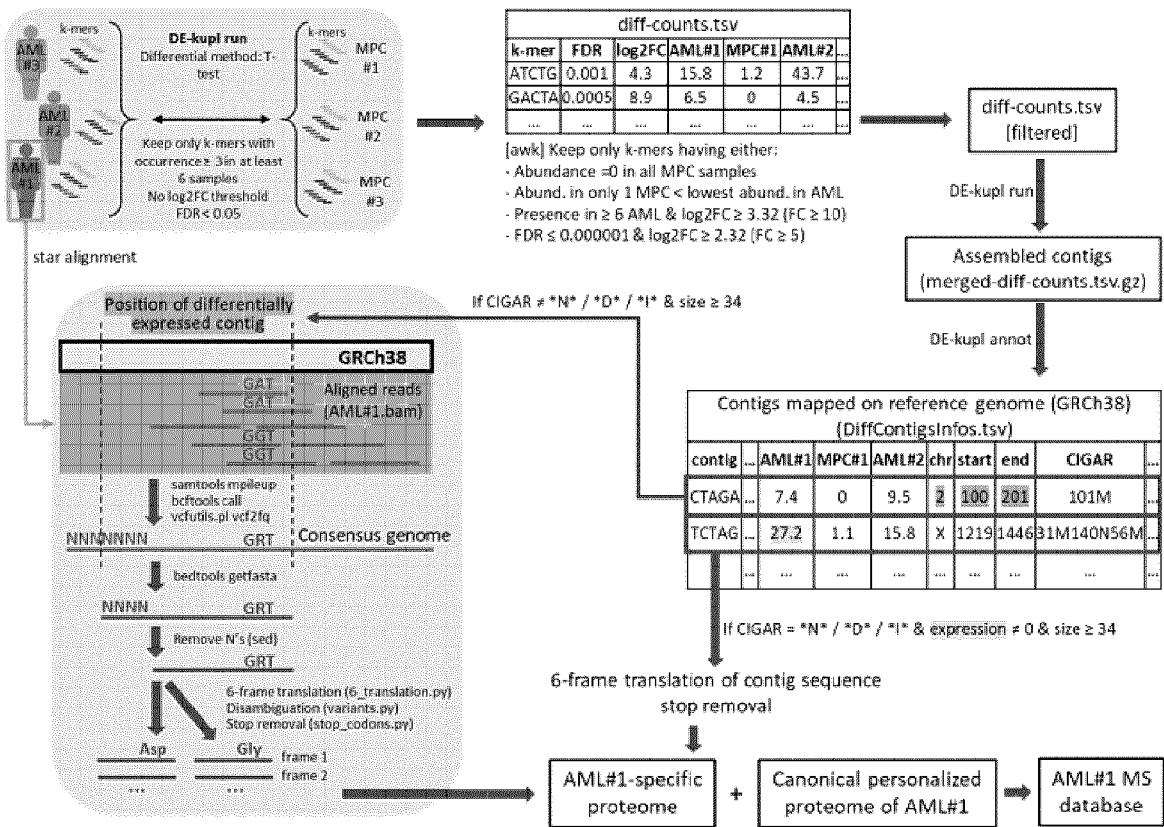 k-mers
DE-kupl run
Differential method: T-
test
k-mers
AML
#3
MPC
#1
AML
#2
MPC
#2
AML
#1
MPC
#3
Keep only k-mers with
occurrence ≥ 3 in at least
6 samples
No log2FC threshold
FDR < 0.05
diff-counts.tsv
k-mer FDR log2FC AML#1 MPC#1 AML#2 ...
ATCTG 0.001 4.3 15.8 1.2 43.7 ...
GACTA 0.0005 8.9 6.5 0 4.5 ...
... ... ... ... ... ...
[awk] Keep only k-mers having either:
- Abundance =0 in all MPC samples
- Abund. in only 1 MPC < lowest abund. in AML
- Presence in ≥ 6 AML & log2FC ≥ 3.32 (FC ≥ 10)
- FDR ≤ 0.000001 & log2FC ≥ 2.32 (FC ≥ 5)
diff-counts.tsv
[filtered]
DE-kupl run
Assembled contigs
(merged-diff-counts.tsv.gz)
DE-kupl annot
star alignment
If CIGAR ≠ *N* / *D* / *I* & size ≥ 34
Position of differentially
expressed contig
GRCh38
GAT
GAT
GGT
GGT
Aligned reads
(AML#1.bam)
samtools mpileup
bcftools call
vcfutils.pl vcf2fq
NNNNNNNN GRT Consensus genome
bedtools getfasta
NNNN GRT
Remove N's (sed)
GRT
6-frame translation (6_translation.py)
Disambiguation (variants.py)
Stop removal (stop_codons.py)
Asp Gly frame 1
frame 2
... ...
Contigs mapped on reference genome (GRCh38)
(DiffContigsInfos.tsv)
contig ... AML#1 MPC#1 AML#2 chr start end CIGAR ...
CTAGA ... 7.4 0 9.5 2 100 201 101M ...
TCTAG ... 27.2 1.1 15.8 X 1219 1446 31M140N56M ...
... ... ... ... ... ... ... ...
If CIGAR = *N* / *D* / *I* & expression ≠ 0 & size ≥ 34
6-frame translation of contig sequence
stop removal
AML#1-specific
proteome
+
Canonical personalized
proteome of AML#1
AML#1 MS
database